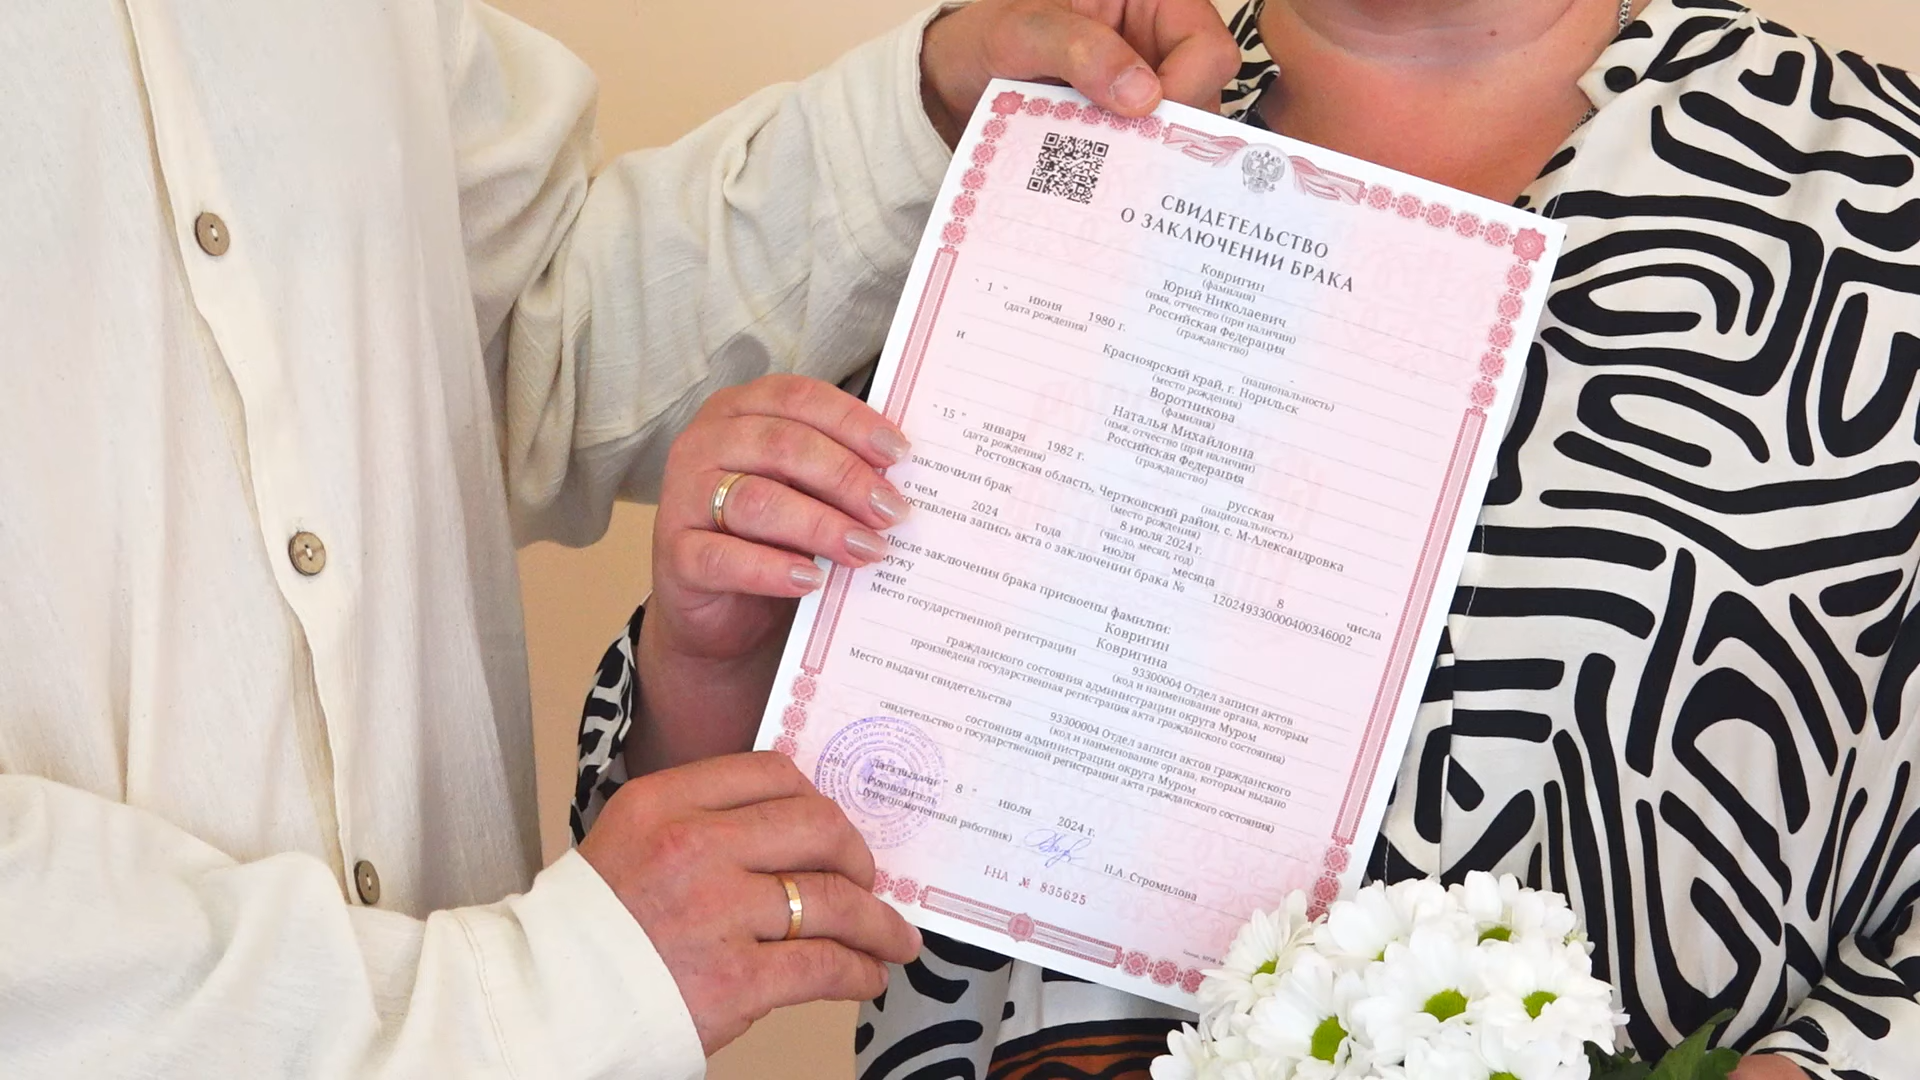 СВИДЕТЕЛЬСТВО
О ЗАКЛЮЧЕНИИ БРАКА
Ковригин
(фамилия)
Юрий Николаевич
(имя, отчество (при наличии)
" 1 " июня 1980 г. Российская Федерация
(дата рождения) (гражданство)
-
(национальность)
Красноярский край, г. Норильск
(место рождения)
и
Воротникова
(фамилия)
Наталья Михайловна
(имя, отчество (при наличии)
" 15 " января 1982 г. Российская Федерация
(дата рождения) (гражданство)
русская
(национальность)
Ростовская область, Чертковский район, с. М-Александровка
(место рождения)
заключили брак 8 июля 2024 г.
(число, месяц, год)
о чем 2024 года июля месяца 8 числа
составлена запись акта о заключении брака № 120249330000400346002
После заключения брака присвоены фамилии:
мужу Ковригин
жене Ковригина
Место государственной регистрации 93300004 Отдел записи актов
(код и наименование органа, которым
гражданского состояния администрации округа Муром
произведена государственная регистрация акта гражданского состояния)
Место выдачи свидетельства 93300004 Отдел записи актов гражданского
(код и наименование органа, которым выдано
состояния администрации округа Муром
свидетельство о государственной регистрации акта гражданского состояния)
Дата выдачи " 8 " июля 2024 г.
Руководитель
(уполномоченный работник) Н.А. Стромилова
I-НА № 835625